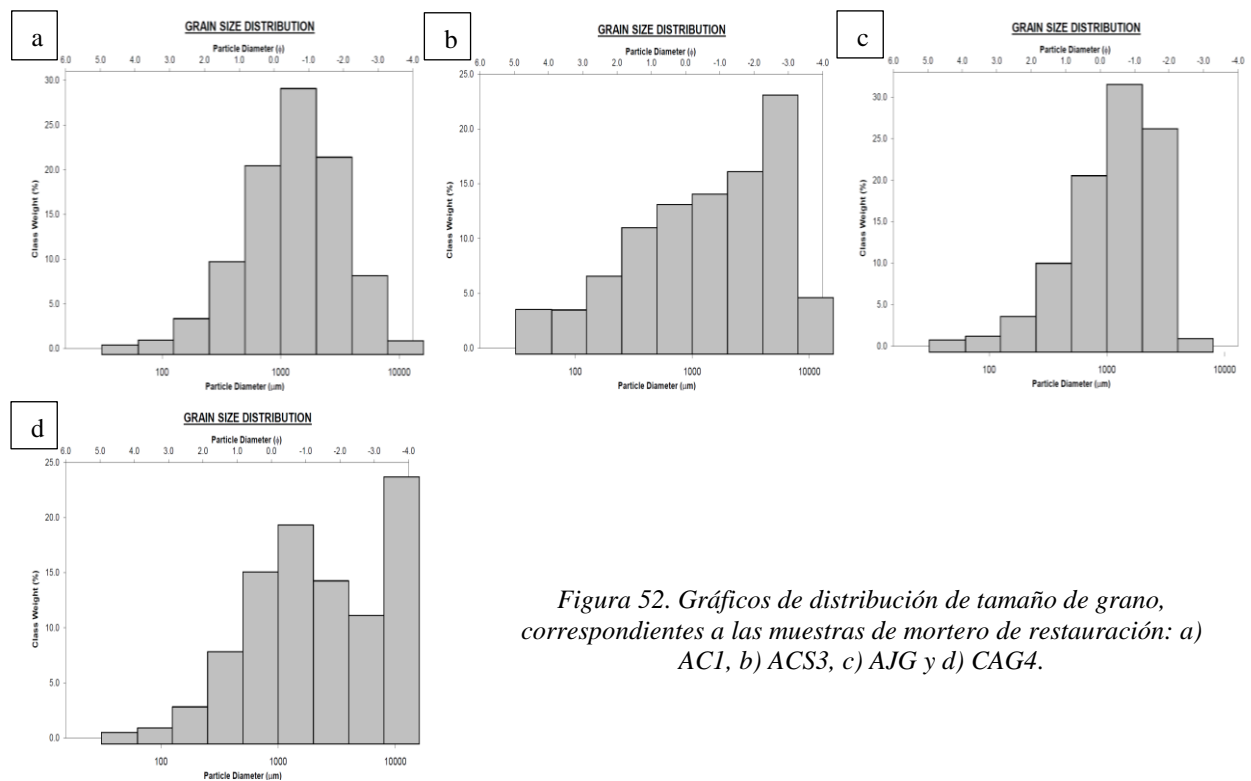 a
GRAIN SIZE DISTRIBUTION
Particle Diameter (ϕ)
6.0 5.0 4.0 3.0 2.0 1.0 0.0 -1.0 -2.0 -3.0 -4.0
30.0
25.0
20.0
15.0
10.0
5.0
0.0
Class Weight (%)
100 1000 10000
Particle Diameter (µm)
b
GRAIN SIZE DISTRIBUTION
Particle Diameter (ϕ)
6.0 5.0 4.0 3.0 2.0 1.0 0.0 -1.0 -2.0 -3.0 -4.0
25.0
20.0
15.0
10.0
5.0
0.0
Class Weight (%)
100 1000 10000
Particle Diameter (µm)
c
GRAIN SIZE DISTRIBUTION
Particle Diameter (ϕ)
6.0 5.0 4.0 3.0 2.0 1.0 0.0 -1.0 -2.0 -3.0 -4.0
30.0
25.0
20.0
15.0
10.0
5.0
0.0
Class Weight (%)
100 1000 10000
Particle Diameter (µm)
d
GRAIN SIZE DISTRIBUTION
Particle Diameter (ϕ)
6.0 5.0 4.0 3.0 2.0 1.0 0.0 -1.0 -2.0 -3.0 -4.0
25.0
20.0
15.0
10.0
5.0
0.0
Class Weight (%)
100 1000 10000
Particle Diameter (µm)
Figura 52. Gráficos de distribución de tamaño de grano,
correspondientes a las muestras de mortero de restauración: a)
AC1, b) ACS3, c) AJG y d) CAG4.